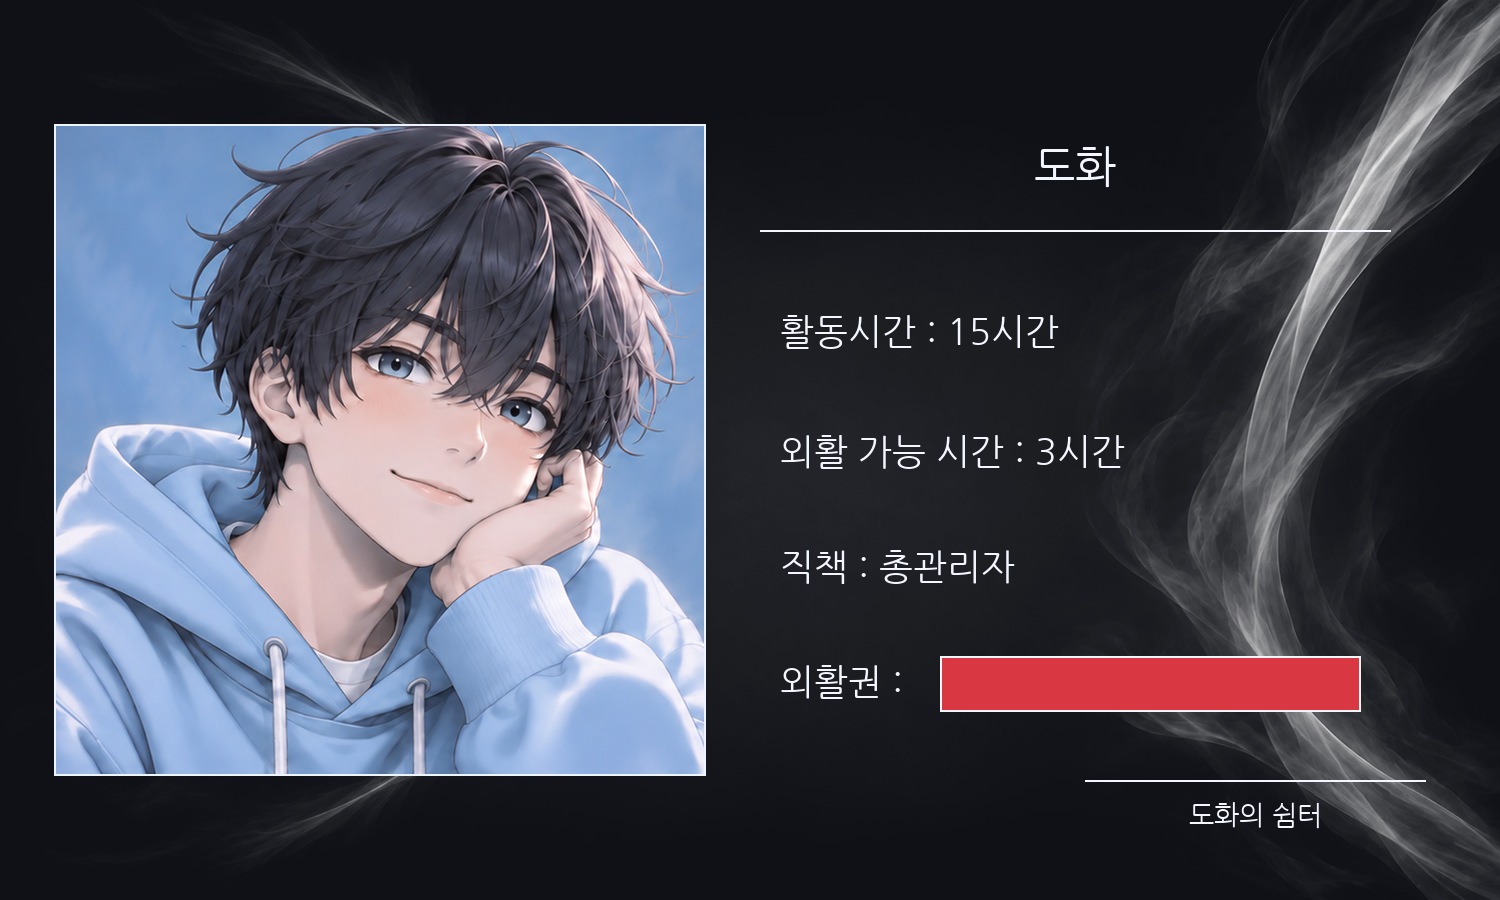 도화
활동시간 : 15시간
외활 가능 시간 : 3시간
직책 : 총관리자
외활권 :
도화의 쉼터